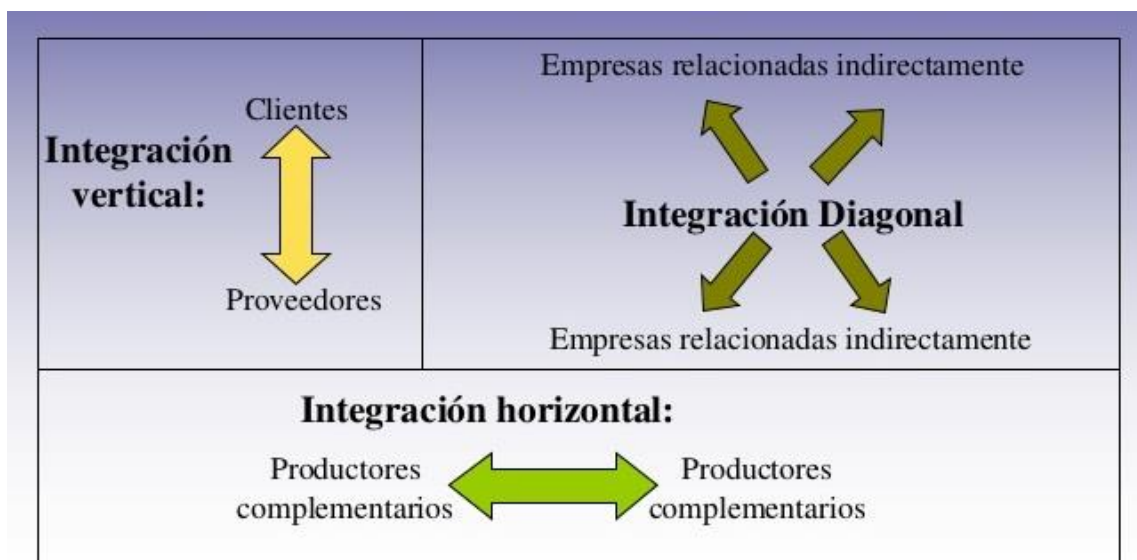 Integración
vertical:
Clientes
Proveedores
Empresas relacionadas indirectamente
Integración Diagonal
Empresas relacionadas indirectamente
Integración horizontal:
Productores
complementarios
Productores
complementarios